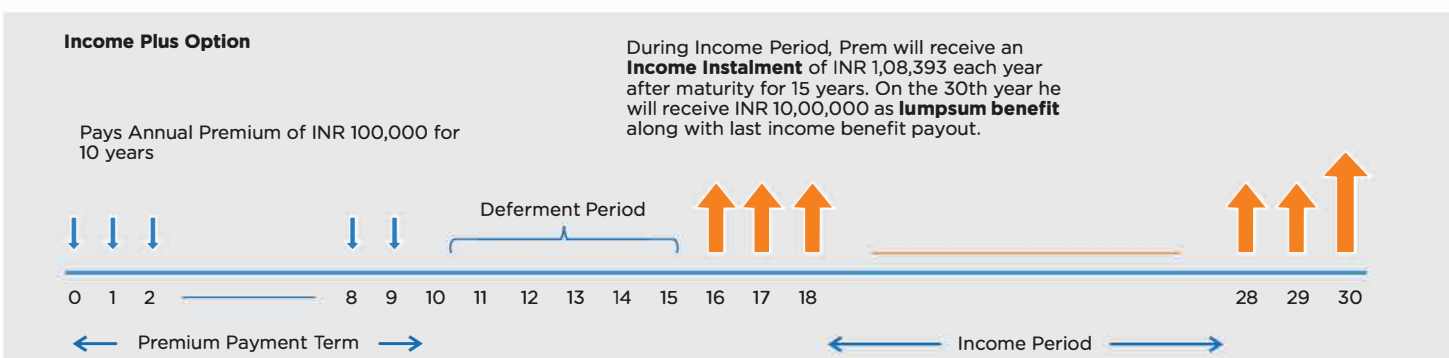 Income Plus Option
During Income Period, Prem will receive an
Income Instalment of INR 1,08,393 each year
after maturity for 15 years. On the 30th year he
will receive INR 10,00,000 as lumpsum benefit
along with last income benefit payout.
Pays Annual Premium of INR 100,000 for
10 years
Deferment Period
0 1 2 8 9 10 11 12 13 14 15 16 17 18 28 29 30
Premium Payment Term
Income Period